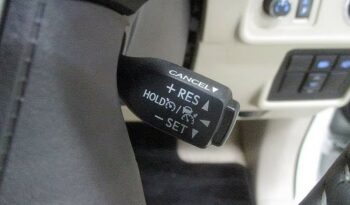 CANCEL▼
+ RES ▲
HOLD / ◀
−SET ▼